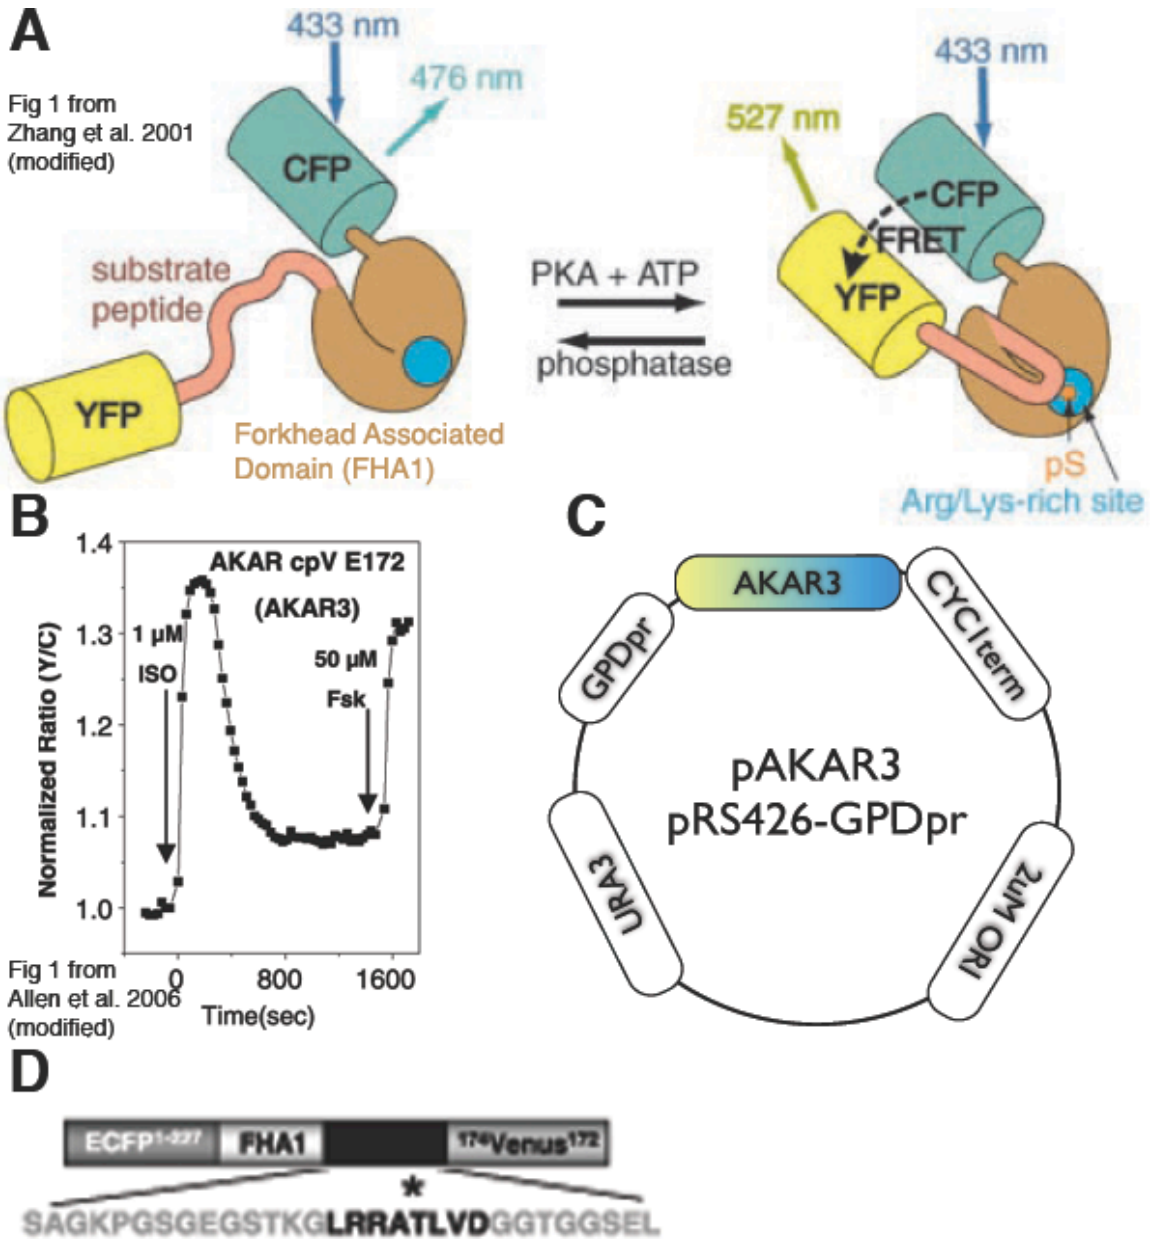 A
Fig 1 from
Zhang et al. 2001
(modified)
433 nm
476 nm
CFP
substrate
peptide
YFP
Forkhead Associated
Domain (FHA1)
PKA + ATP
phosphatase
433 nm
527 nm
CFP
FRET
YFP
pS
Arg/Lys-rich site
B
Normalized Ratio (Y/C)
1.4
1.3
1.2
1.1
1.0
AKAR cpV E172
(AKAR3)
1 µM
ISO
50 µM
Fsk
0
800
1600
Time(sec)
Fig 1 from
Allen et al. 2006
(modified)
C
AKAR3
GPDpr
CYC1term
pAKAR3
pRS426-GPDpr
URA3
2uM ORI
D
ECFP1-227
FHA1
174Venus172
*
SAGKPGSGEGSTKGLRRATLVDGGTGGSEL